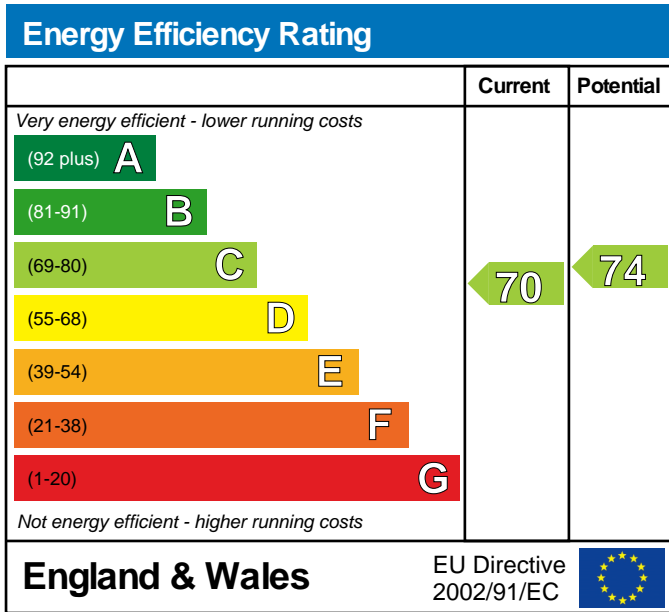 Energy Efficiency Rating
Current Potential
Very energy efficient - lower running costs
(92 plus) A
(81-91) B
(69-80) C
70 74
(55-68) D
(39-54) E
(21-38) F
(1-20) G
Not energy efficient - higher running costs
England & Wales
EU Directive
2002/91/EC